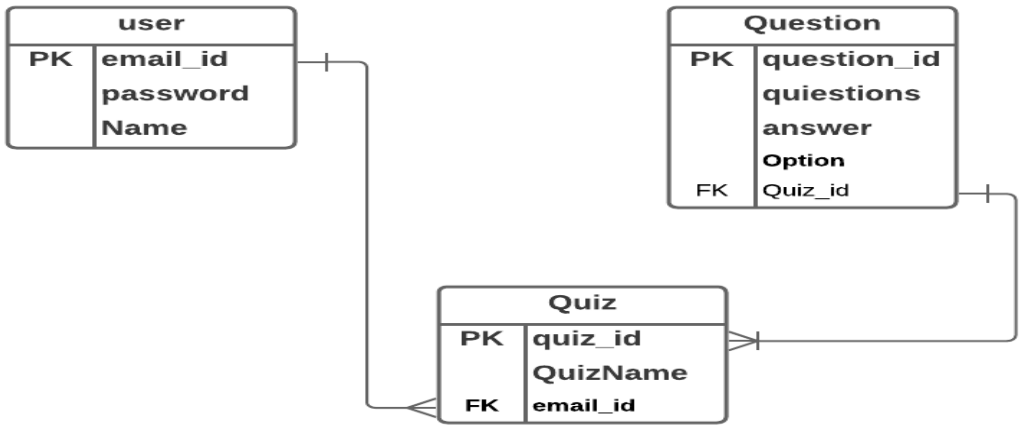 user
PK email_id
password
Name
Question
PK question_id
quiestions
answer
Option
FK Quiz_id
Quiz
PK quiz_id
QuizName
FK email_id